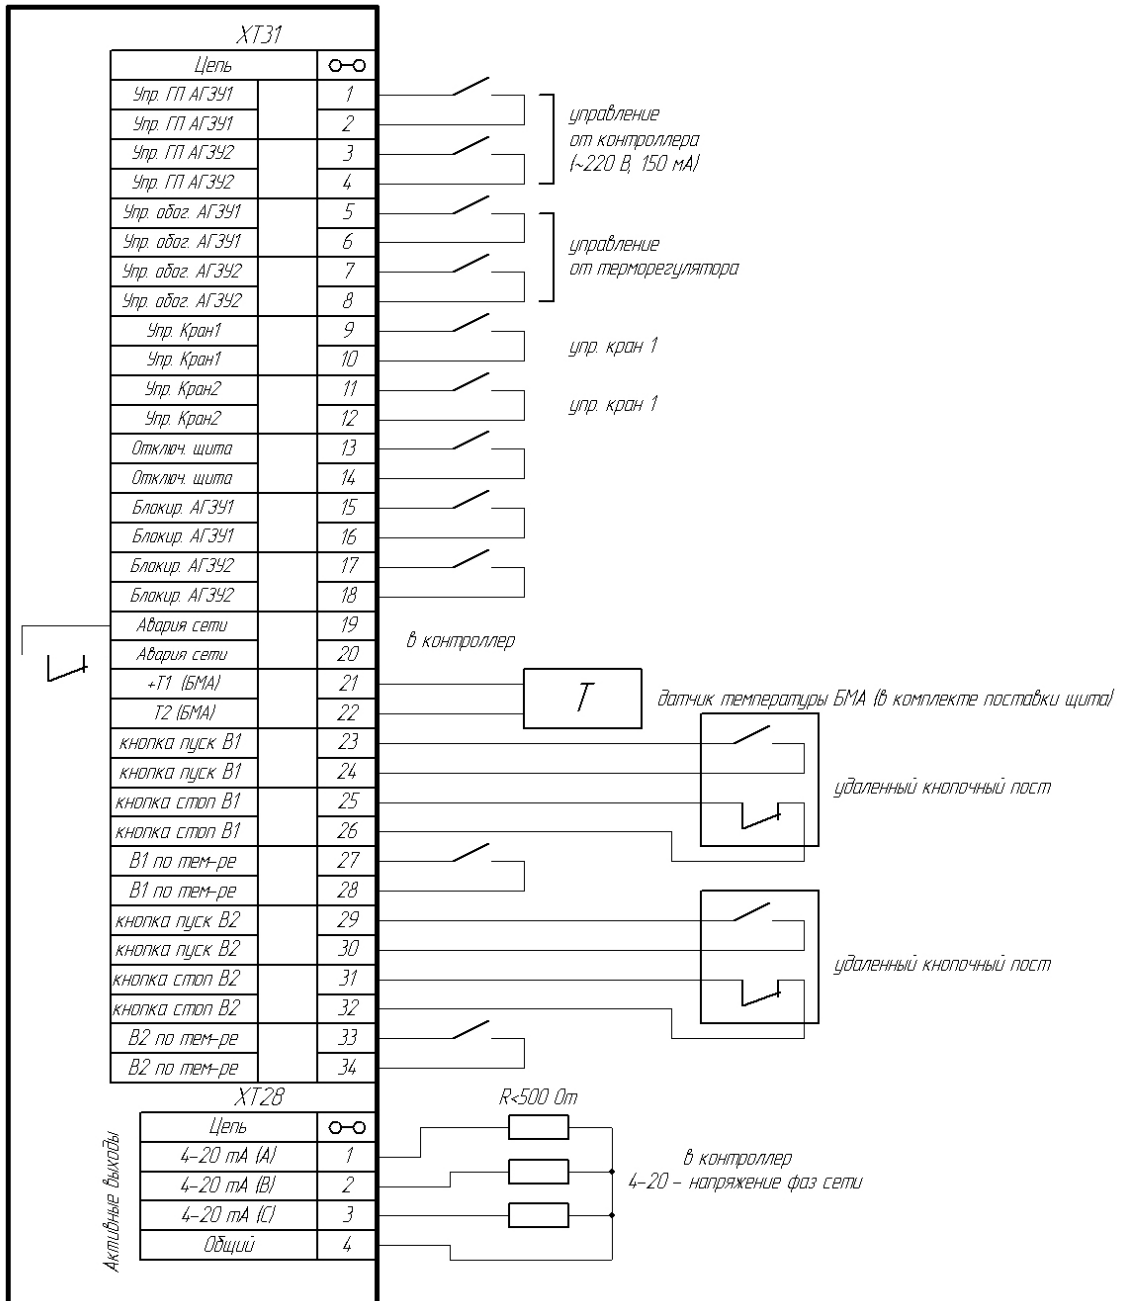 XT31
Цепь
Упр. ГП АГЗУ1 1
Упр. ГП АГЗУ1 2
Упр. ГП АГЗУ2 3
Упр. ГП АГЗУ2 4
управление
от контроллера
(~220 В, 150 мА)
Упр. обог. АГЗУ1 5
Упр. обог. АГЗУ1 6
Упр. обог. АГЗУ2 7
Упр. обог. АГЗУ2 8
управление
от терморегулятора
Упр. Кран1 9
Упр. Кран1 10
упр. кран 1
Упр. Кран2 11
Упр. Кран2 12
упр. кран 1
Отключ. щита 13
Отключ. щита 14
Блокир. АГЗУ1 15
Блокир. АГЗУ1 16
Блокир. АГЗУ2 17
Блокир. АГЗУ2 18
Авария сети 19
Авария сети 20
в контроллер
+Т1 (БМА) 21
Т2 (БМА) 22
Т
датчик температуры БМА (в комплекте поставки щита)
кнопка пуск В1 23
кнопка пуск В1 24
кнопка стоп В1 25
кнопка стоп В1 26
удаленный кнопочный пост
В1 по тем-ре 27
В1 по тем-ре 28
кнопка пуск В2 29
кнопка пуск В2 30
кнопка стоп В2 31
кнопка стоп В2 32
удаленный кнопочный пост
В2 по тем-ре 33
В2 по тем-ре 34
XT28
Активные выходы
Цепь
4-20 mA (A) 1
4-20 mA (B) 2
4-20 mA (C) 3
Общий 4
R<500 От
в контроллер
4-20 - напряжение фаз сети